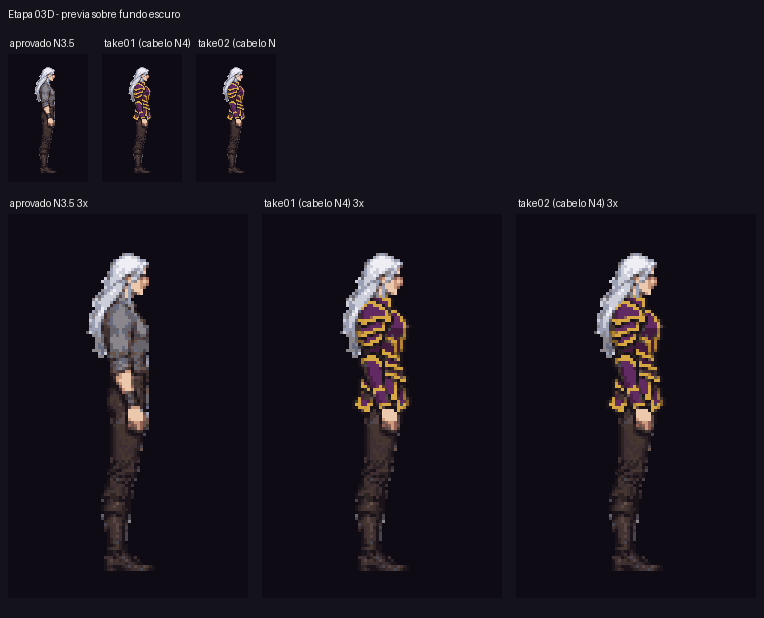 Etapa 03D - previa sobre fundo escuro
aprovado N3.5
take01 (cabelo N4)
take02 (cabelo N
aprovado N3.5 3x
take01 (cabelo N4) 3x
take02 (cabelo N4) 3x